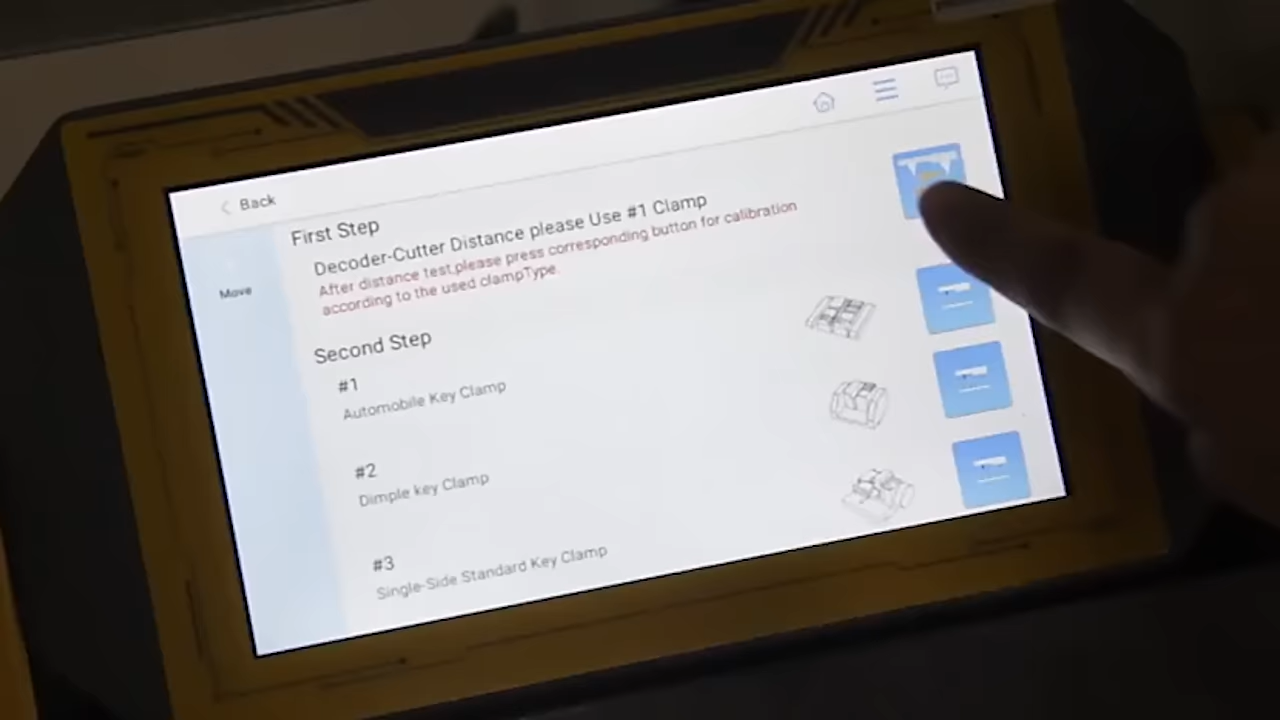 Back
Move
First Step
Decoder-Cutter Distance please Use #1 Clamp
After distance test,please press corresponding button for calibration
according to the used clampType.
Second Step
#1
Automobile Key Clamp
#2
Dimple key Clamp
#3
Single-Side Standard Key Clamp